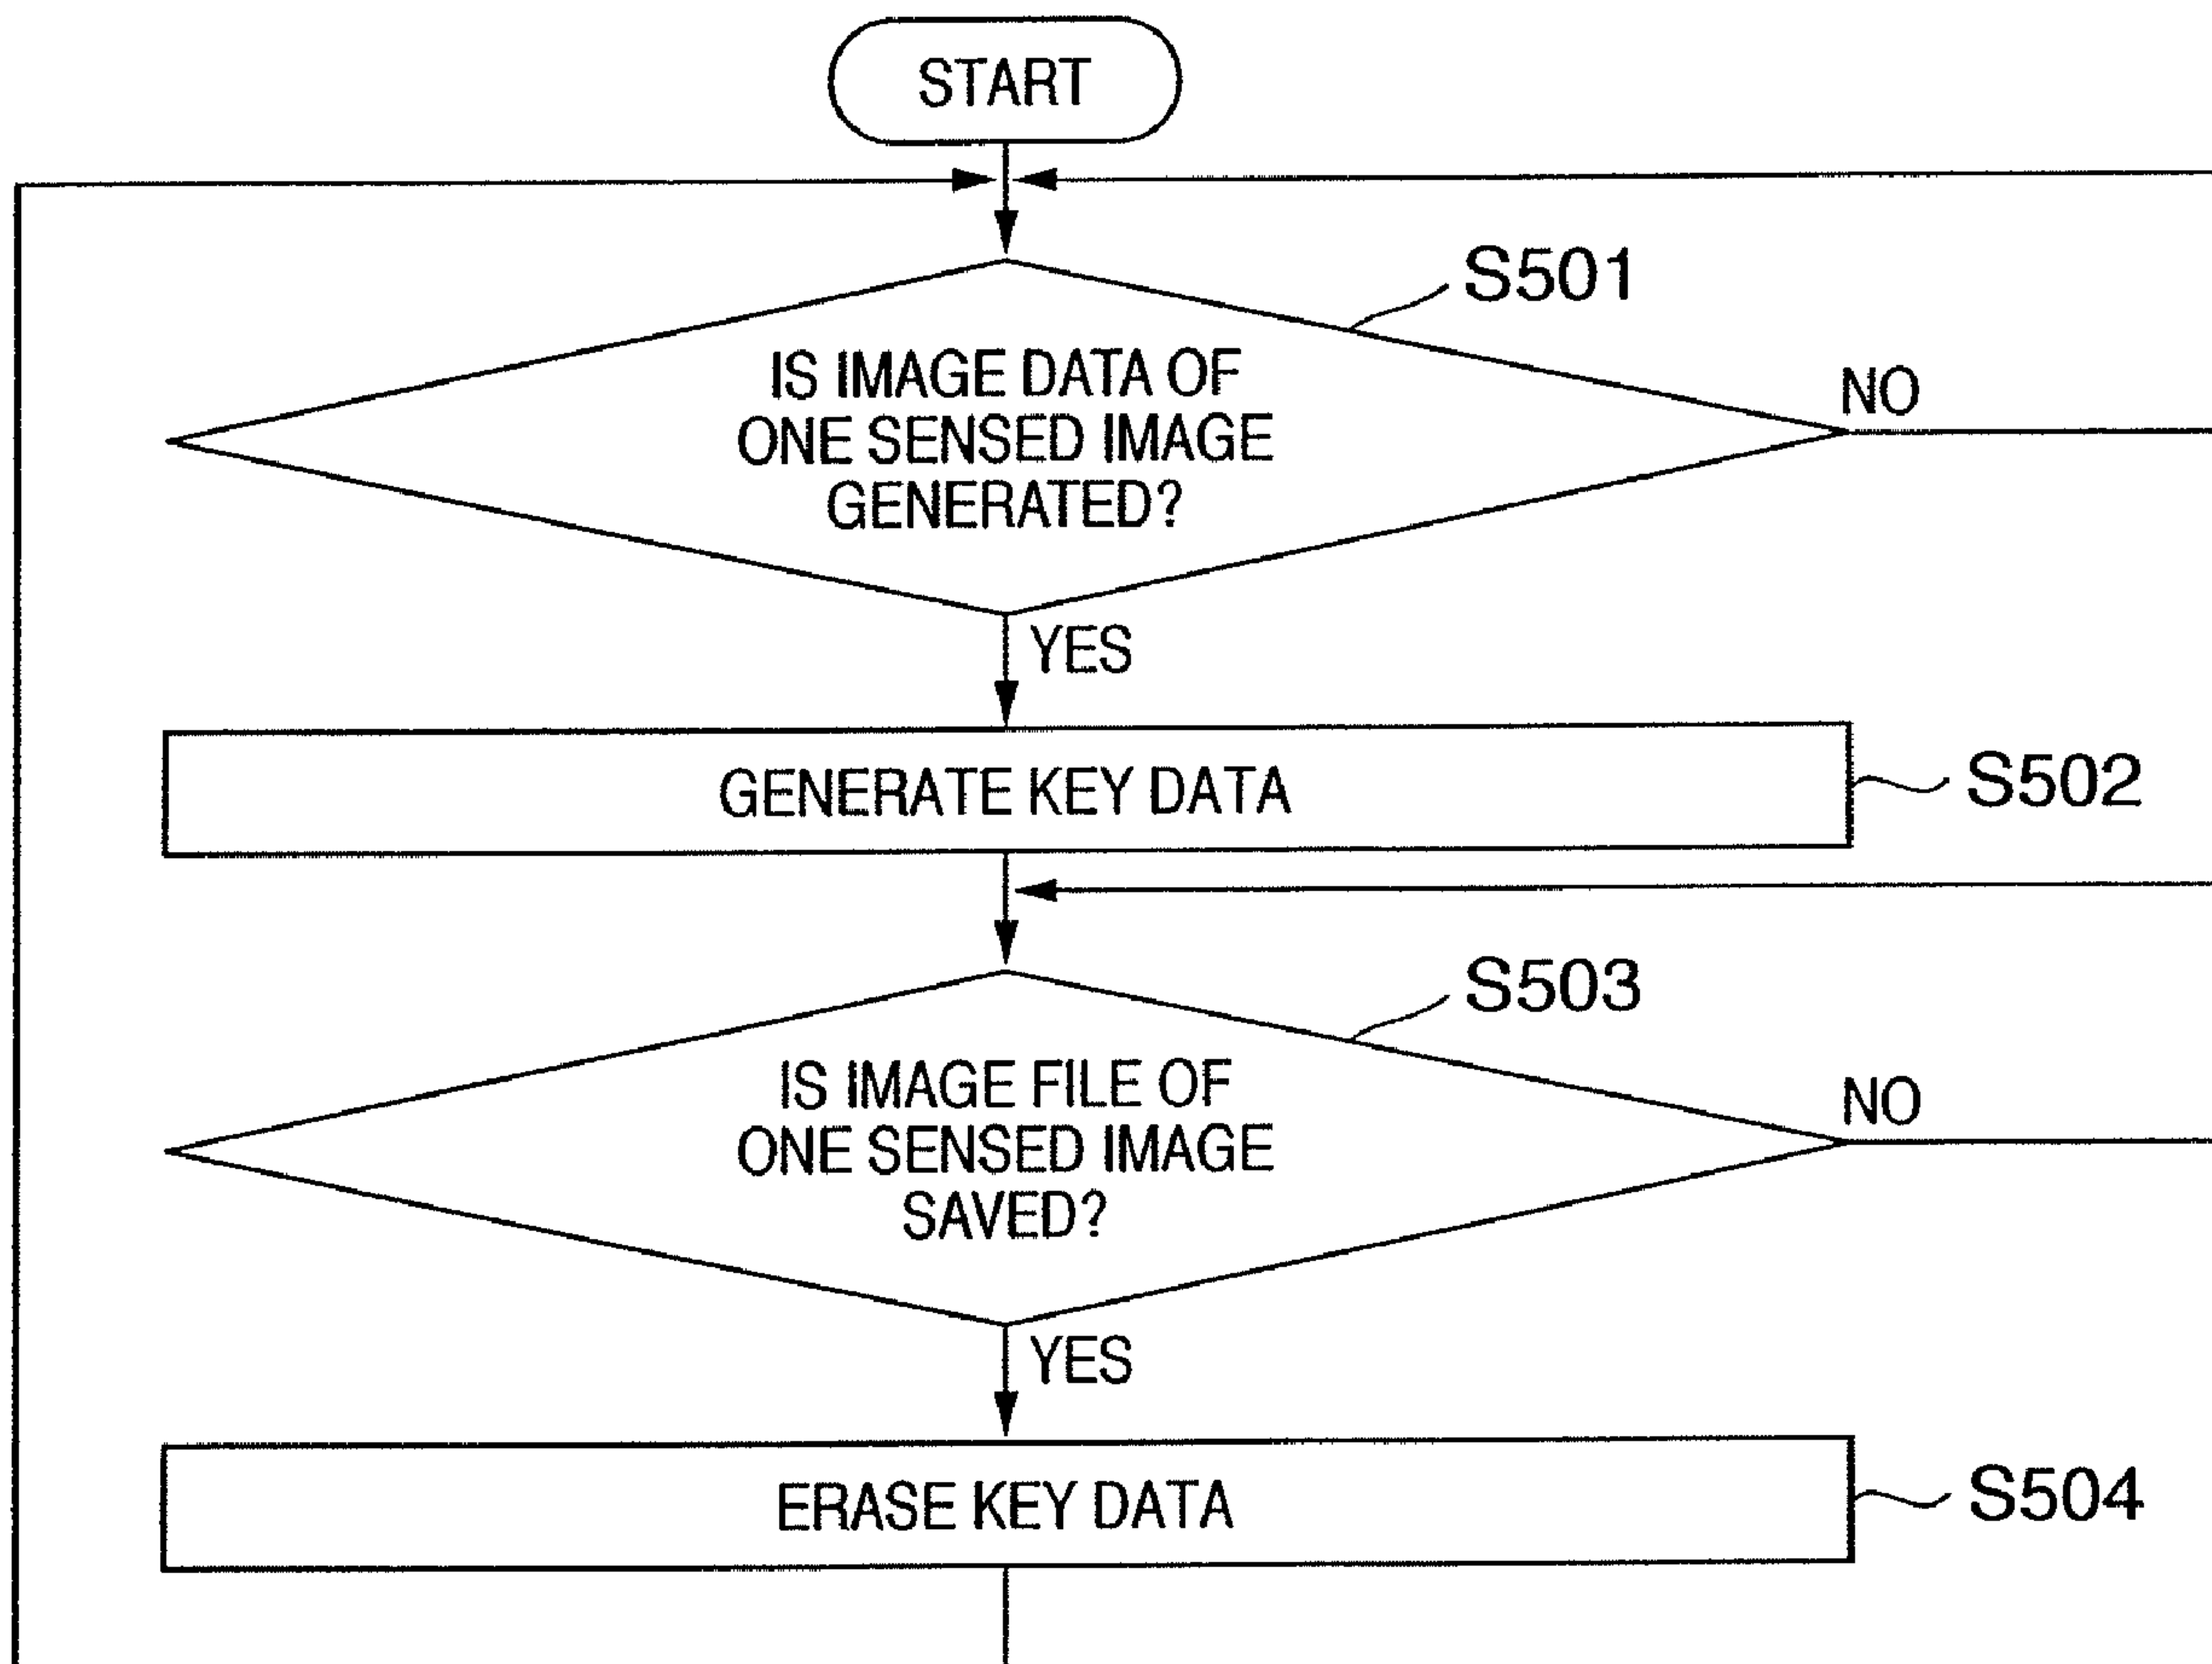 START
S501
IS IMAGE DATA OF
ONE SENSED IMAGE
GENERATED?
NO
YES
GENERATE KEY DATA
S502
S503
IS IMAGE FILE OF
ONE SENSED IMAGE
SAVED?
NO
YES
ERASE KEY DATA
S504